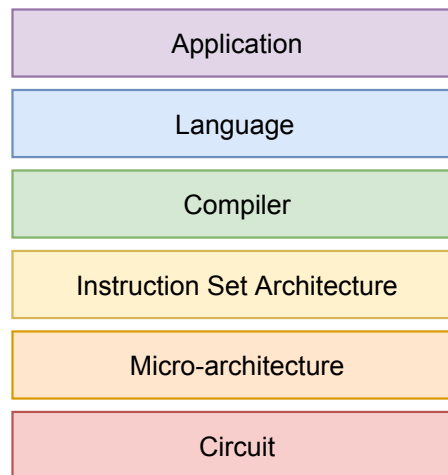 Application
Language
Compiler
Instruction Set Architecture
Micro-architecture
Circuit